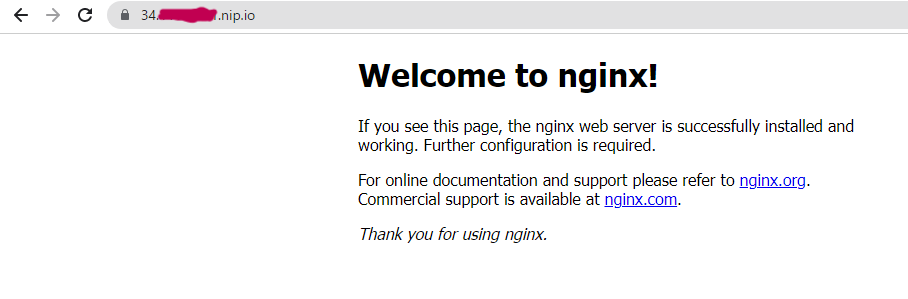 34. .nip.io
Welcome to nginx!
If you see this page, the nginx web server is successfully installed and
working. Further configuration is required.
For online documentation and support please refer to nginx.org.
Commercial support is available at nginx.com.
Thank you for using nginx.